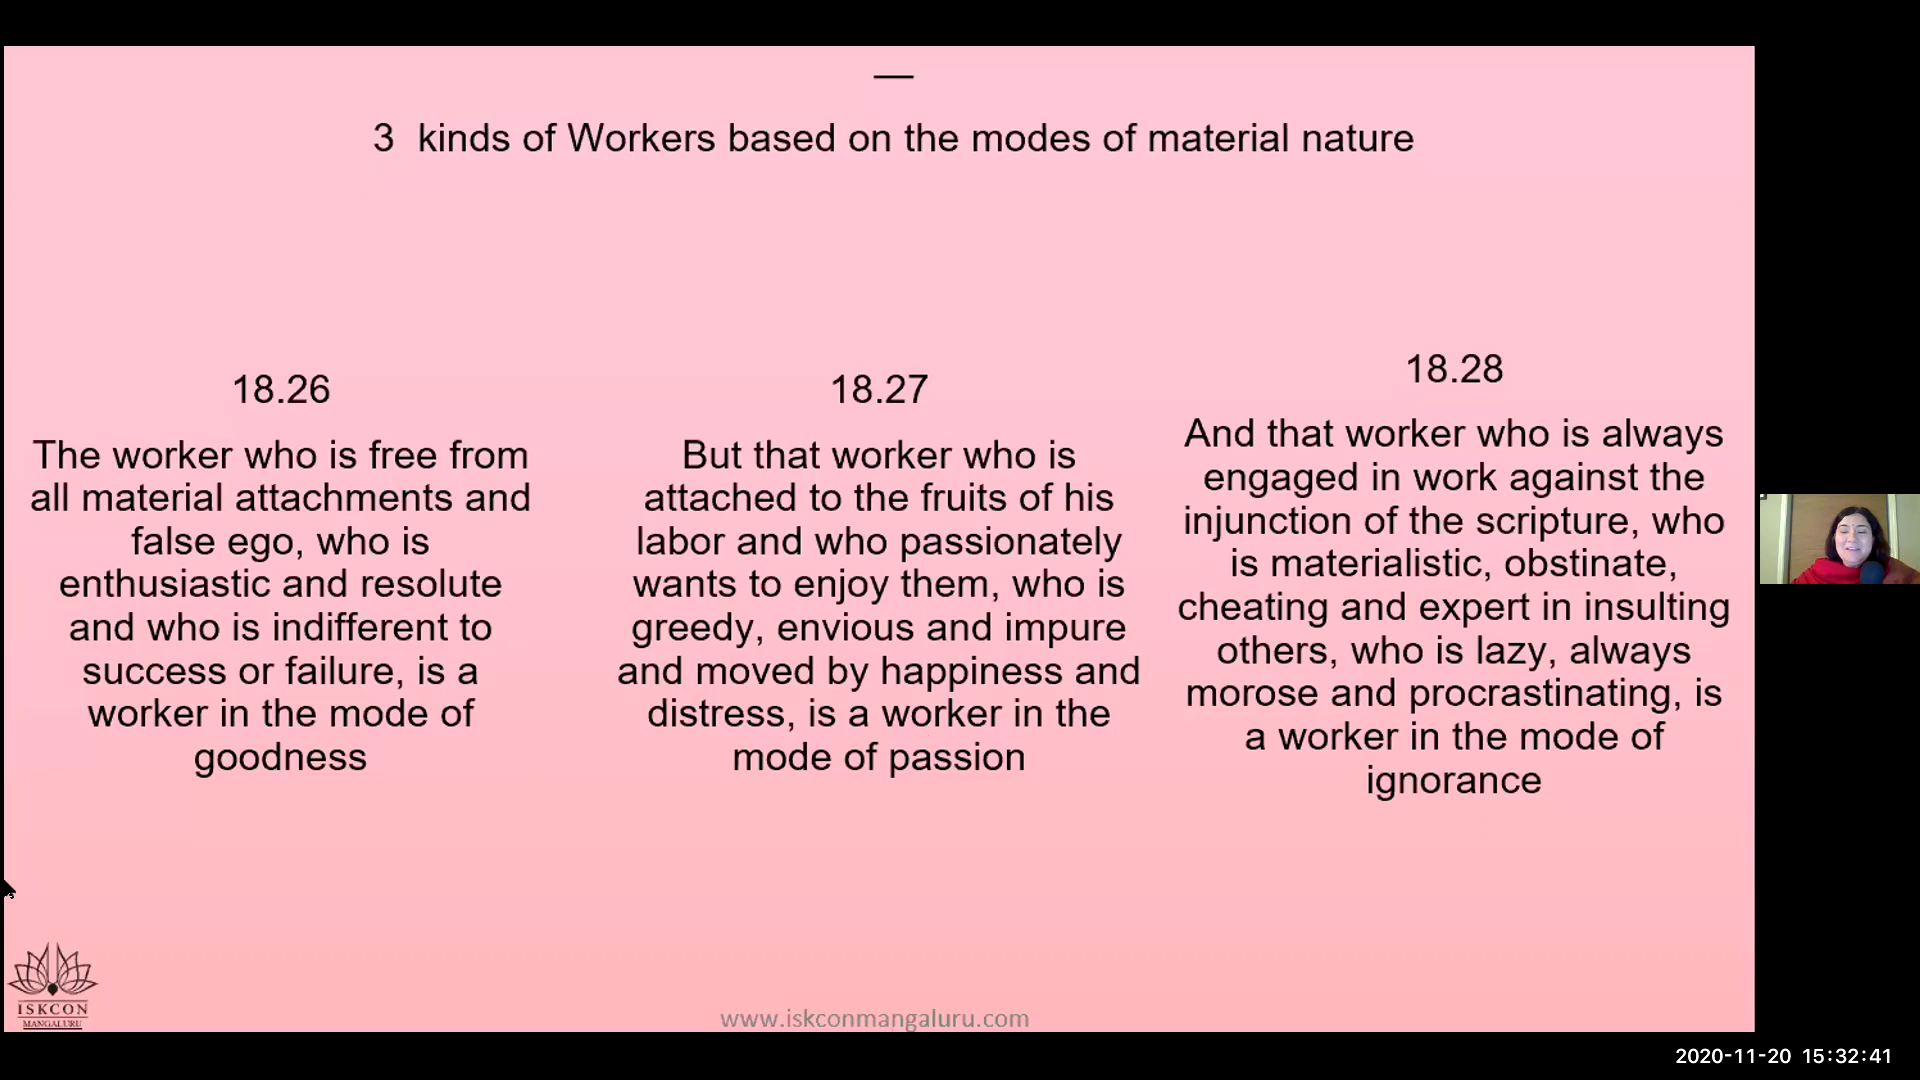 3 kinds of Workers based on the modes of material nature
18.26
The worker who is free from
all material attachments and
false ego, who is
enthusiastic and resolute
and who is indifferent to
success or failure, is a
worker in the mode of
goodness
18.27
But that worker who is
attached to the fruits of his
labor and who passionately
wants to enjoy them, who is
greedy, envious and impure
and moved by happiness and
distress, is a worker in the
mode of passion
18.28
And that worker who is always
engaged in work against the
injunction of the scripture, who
is materialistic, obstinate,
cheating and expert in insulting
others, who is lazy, always
morose and procrastinating, is
a worker in the mode of
ignorance
ISKCON
MANGALURU
www.iskconmangaluru.com
2020-11-20 15:32:41